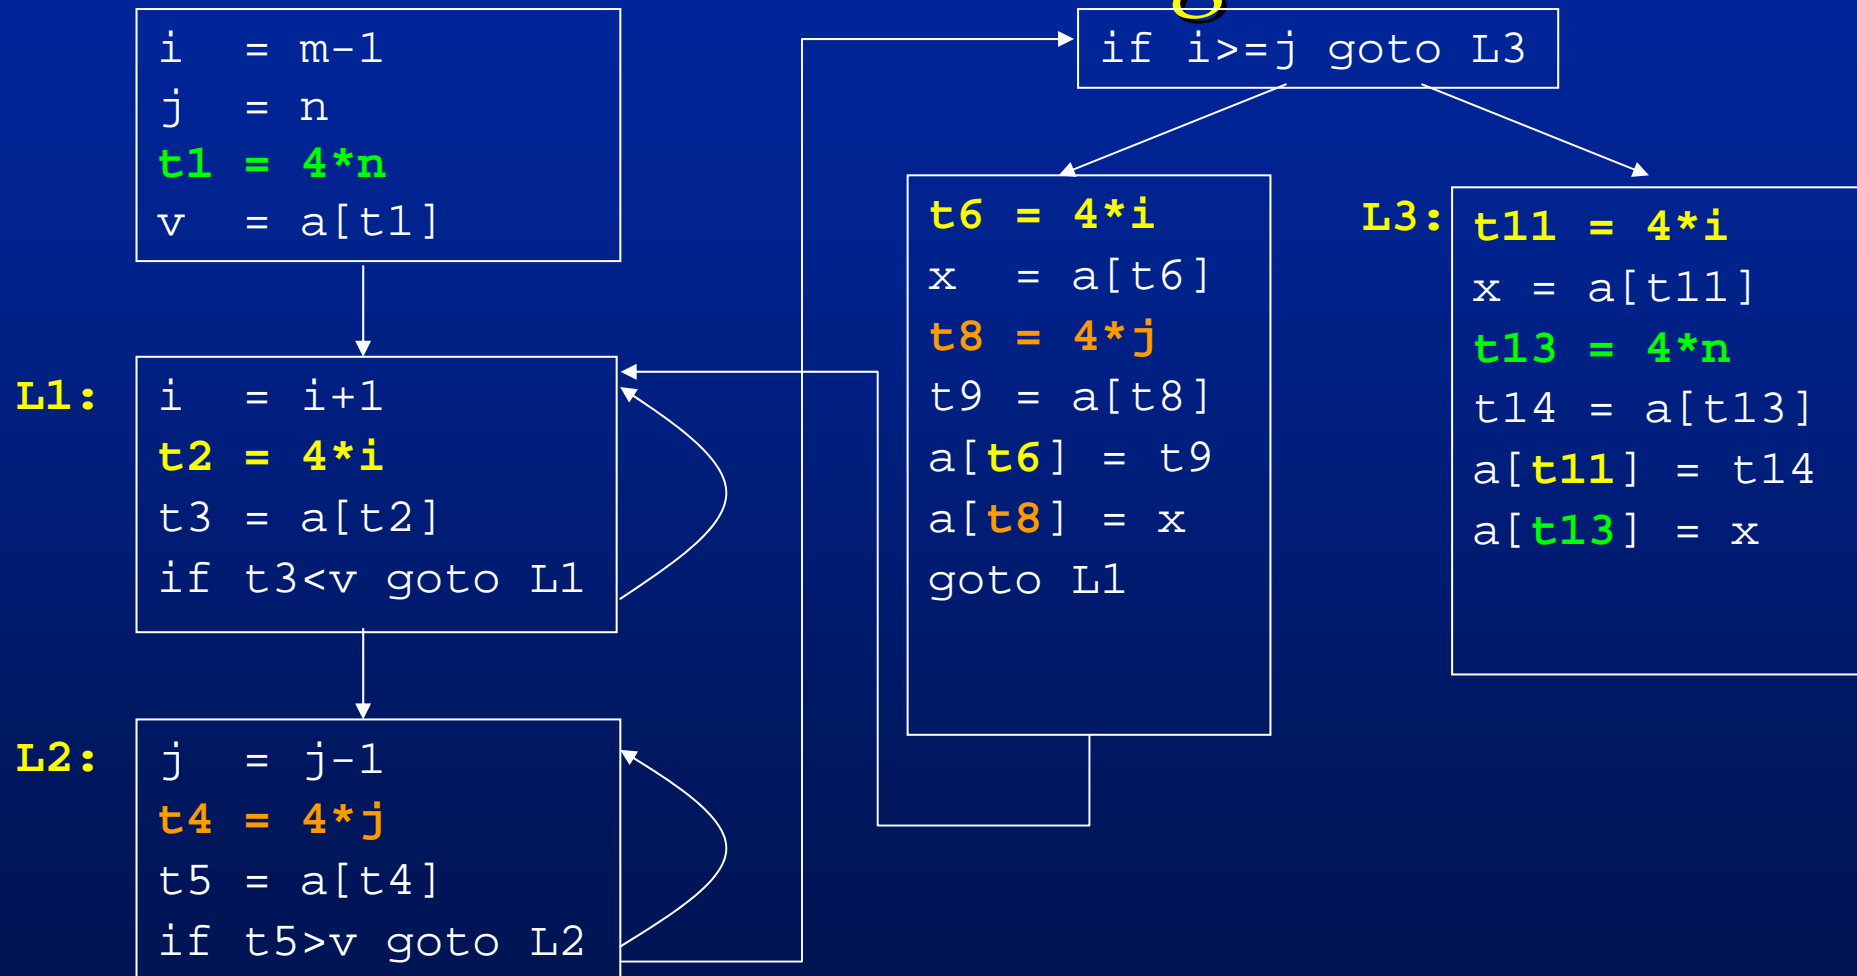 i = m-1
j = n
t1 = 4*n
v = a[t1]
L1:
i = i+1
t2 = 4*i
t3 = a[t2]
if t3<v goto L1
L2:
j = j-1
t4 = 4*j
t5 = a[t4]
if t5>v goto L2
if i>=j goto L3
t6 = 4*i
x = a[t6]
t8 = 4*j
t9 = a[t8]
a[t6] = t9
a[t8] = x
goto L1
L3:
t11 = 4*i
x = a[t11]
t13 = 4*n
t14 = a[t13]
a[t11] = t14
a[t13] = x